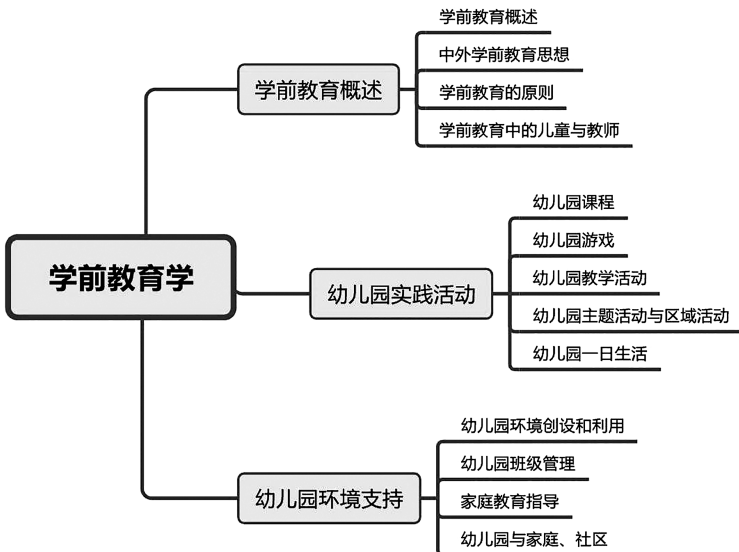 学前教育学
学前教育概述
学前教育概述
中外学前教育思想
学前教育的原则
学前教育中的儿童与教师
幼儿园实践活动
幼儿园课程
幼儿园游戏
幼儿园教学活动
幼儿园主题活动与区域活动
幼儿园一日生活
幼儿园环境支持
幼儿园环境创设和利用
幼儿园班级管理
家庭教育指导
幼儿园与家庭、社区